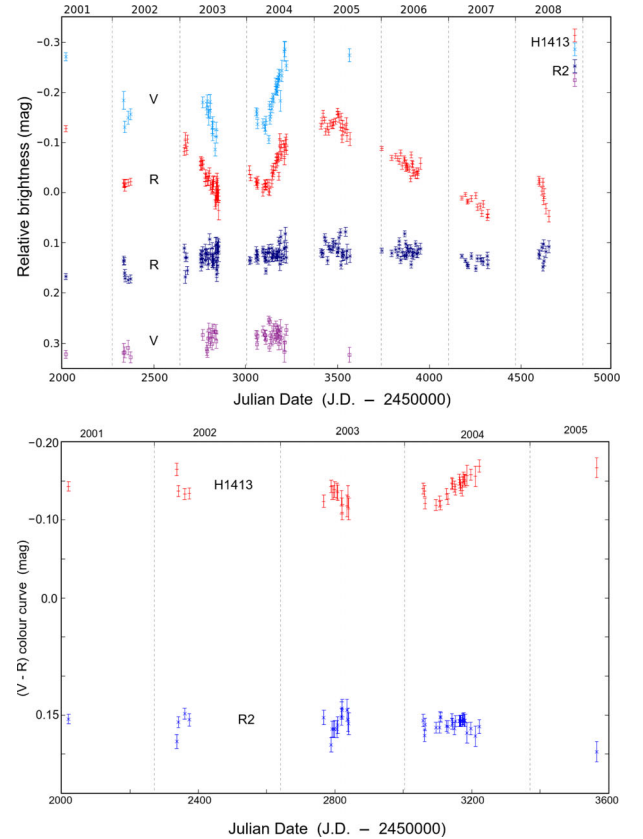 2001 2002 2003 2004 2005 2006 2007 2008
−0.3
−0.2
−0.1
0.0
0.1
0.2
0.3
Relative brightness (mag)
H1413
R2
V
R
R
V
2000 2500 3000 3500 4000 4500 5000
Julian Date (J.D. − 2450000)
2001 2002 2003 2004 2005
−0.20
−0.10
0.0
0.15
(V - R) colour curve (mag)
H1413
R2
2000 2400 2800 3200 3600
Julian Date (J.D. − 2450000)